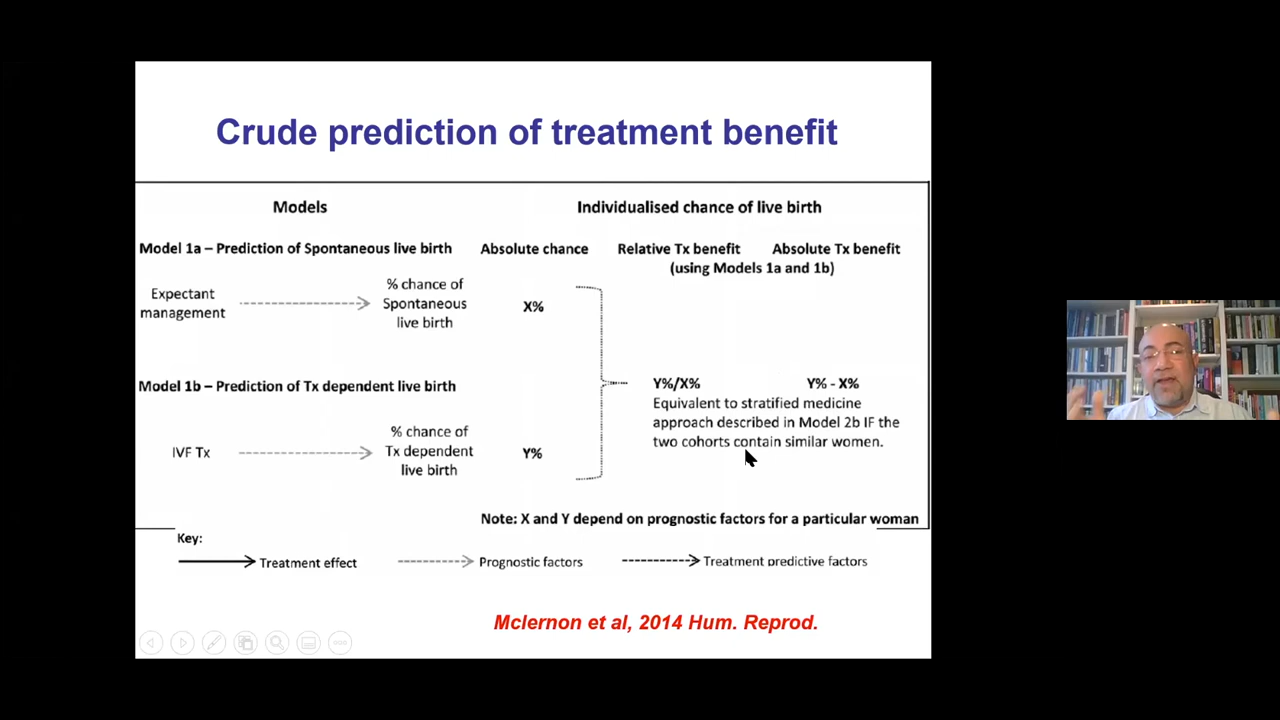 Crude prediction of treatment benefit
Models
Individualised chance of live birth
Model 1a – Prediction of Spontaneous live birth
Absolute chance
Relative Tx benefit
Absolute Tx benefit
(using Models 1a and 1b)
Expectant
management
% chance of
Spontaneous
live birth
X%
Model 1b – Prediction of Tx dependent live birth
Y%/X%
Y% - X%
Equivalent to stratified medicine
approach described in Model 2b IF the
two cohorts contain similar women.
IVF Tx
% chance of
Tx dependent
live birth
Y%
Note: X and Y depend on prognostic factors for a particular woman
Key:
Treatment effect
Prognostic factors
Treatment predictive factors
Mclernon et al, 2014 Hum. Reprod.